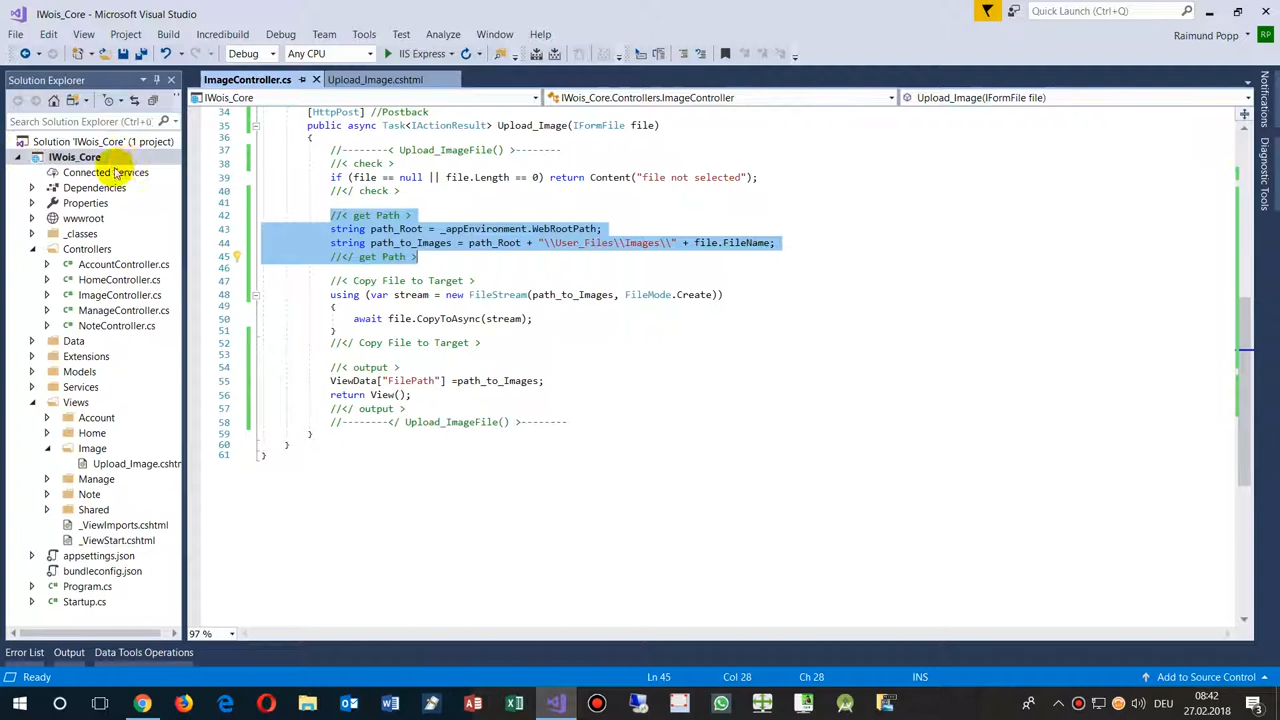 IWois_Core - Microsoft Visual Studio
Quick Launch (Ctrl+Q)
File Edit View Project Build Incredibuild Debug Team Tools Test Analyze Window Help
Raimund Popp RP
Debug Any CPU IIS Express
Solution Explorer
ImageController.cs Upload_Image.cshtml
IWois_Core IWois_Core.Controllers.ImageController Upload_Image(IFormFile file)
Search Solution Explorer (Ctrl+ü)
Solution 'IWois_Core' (1 project)
IWois_Core
Connected Services
Dependencies
Properties
wwwroot
_classes
Controllers
AccountController.cs
HomeController.cs
ImageController.cs
ManageController.cs
NoteController.cs
Data
Extensions
Models
Services
Views
Account
Home
Image
Upload_Image.cshtm
Manage
Note
Shared
_ViewImports.cshtml
_ViewStart.cshtml
appsettings.json
bundleconfig.json
Program.cs
Startup.cs
34 [HttpPost] //Postback
35 public async Task<IActionResult> Upload_Image(IFormFile file)
36 {
37 //--------< Upload_ImageFile() >--------
38 //< check >
39 if (file == null || file.Length == 0) return Content("file not selected");
40 //</ check >
41
42 //< get Path >
43 string path_Root = _appEnvironment.WebRootPath;
44 string path_to_Images = path_Root + "\\User_Files\\Images\\" + file.FileName;
45 //</ get Path >
46
47 //< Copy File to Target >
48 using (var stream = new FileStream(path_to_Images, FileMode.Create))
49 {
50 await file.CopyToAsync(stream);
51 }
52 //</ Copy File to Target >
53
54 //< output >
55 ViewData["FilePath"] =path_to_Images;
56 return View();
57 //</ output >
58 //--------</ Upload_ImageFile() >--------
59 }
60 }
61 }
Notifications
Diagnostic Tools
97 %
Error List Output Data Tools Operations
Ready Ln 45 Col 28 Ch 28 INS Add to Source Control
DEU
08:42
27.02.2018
3